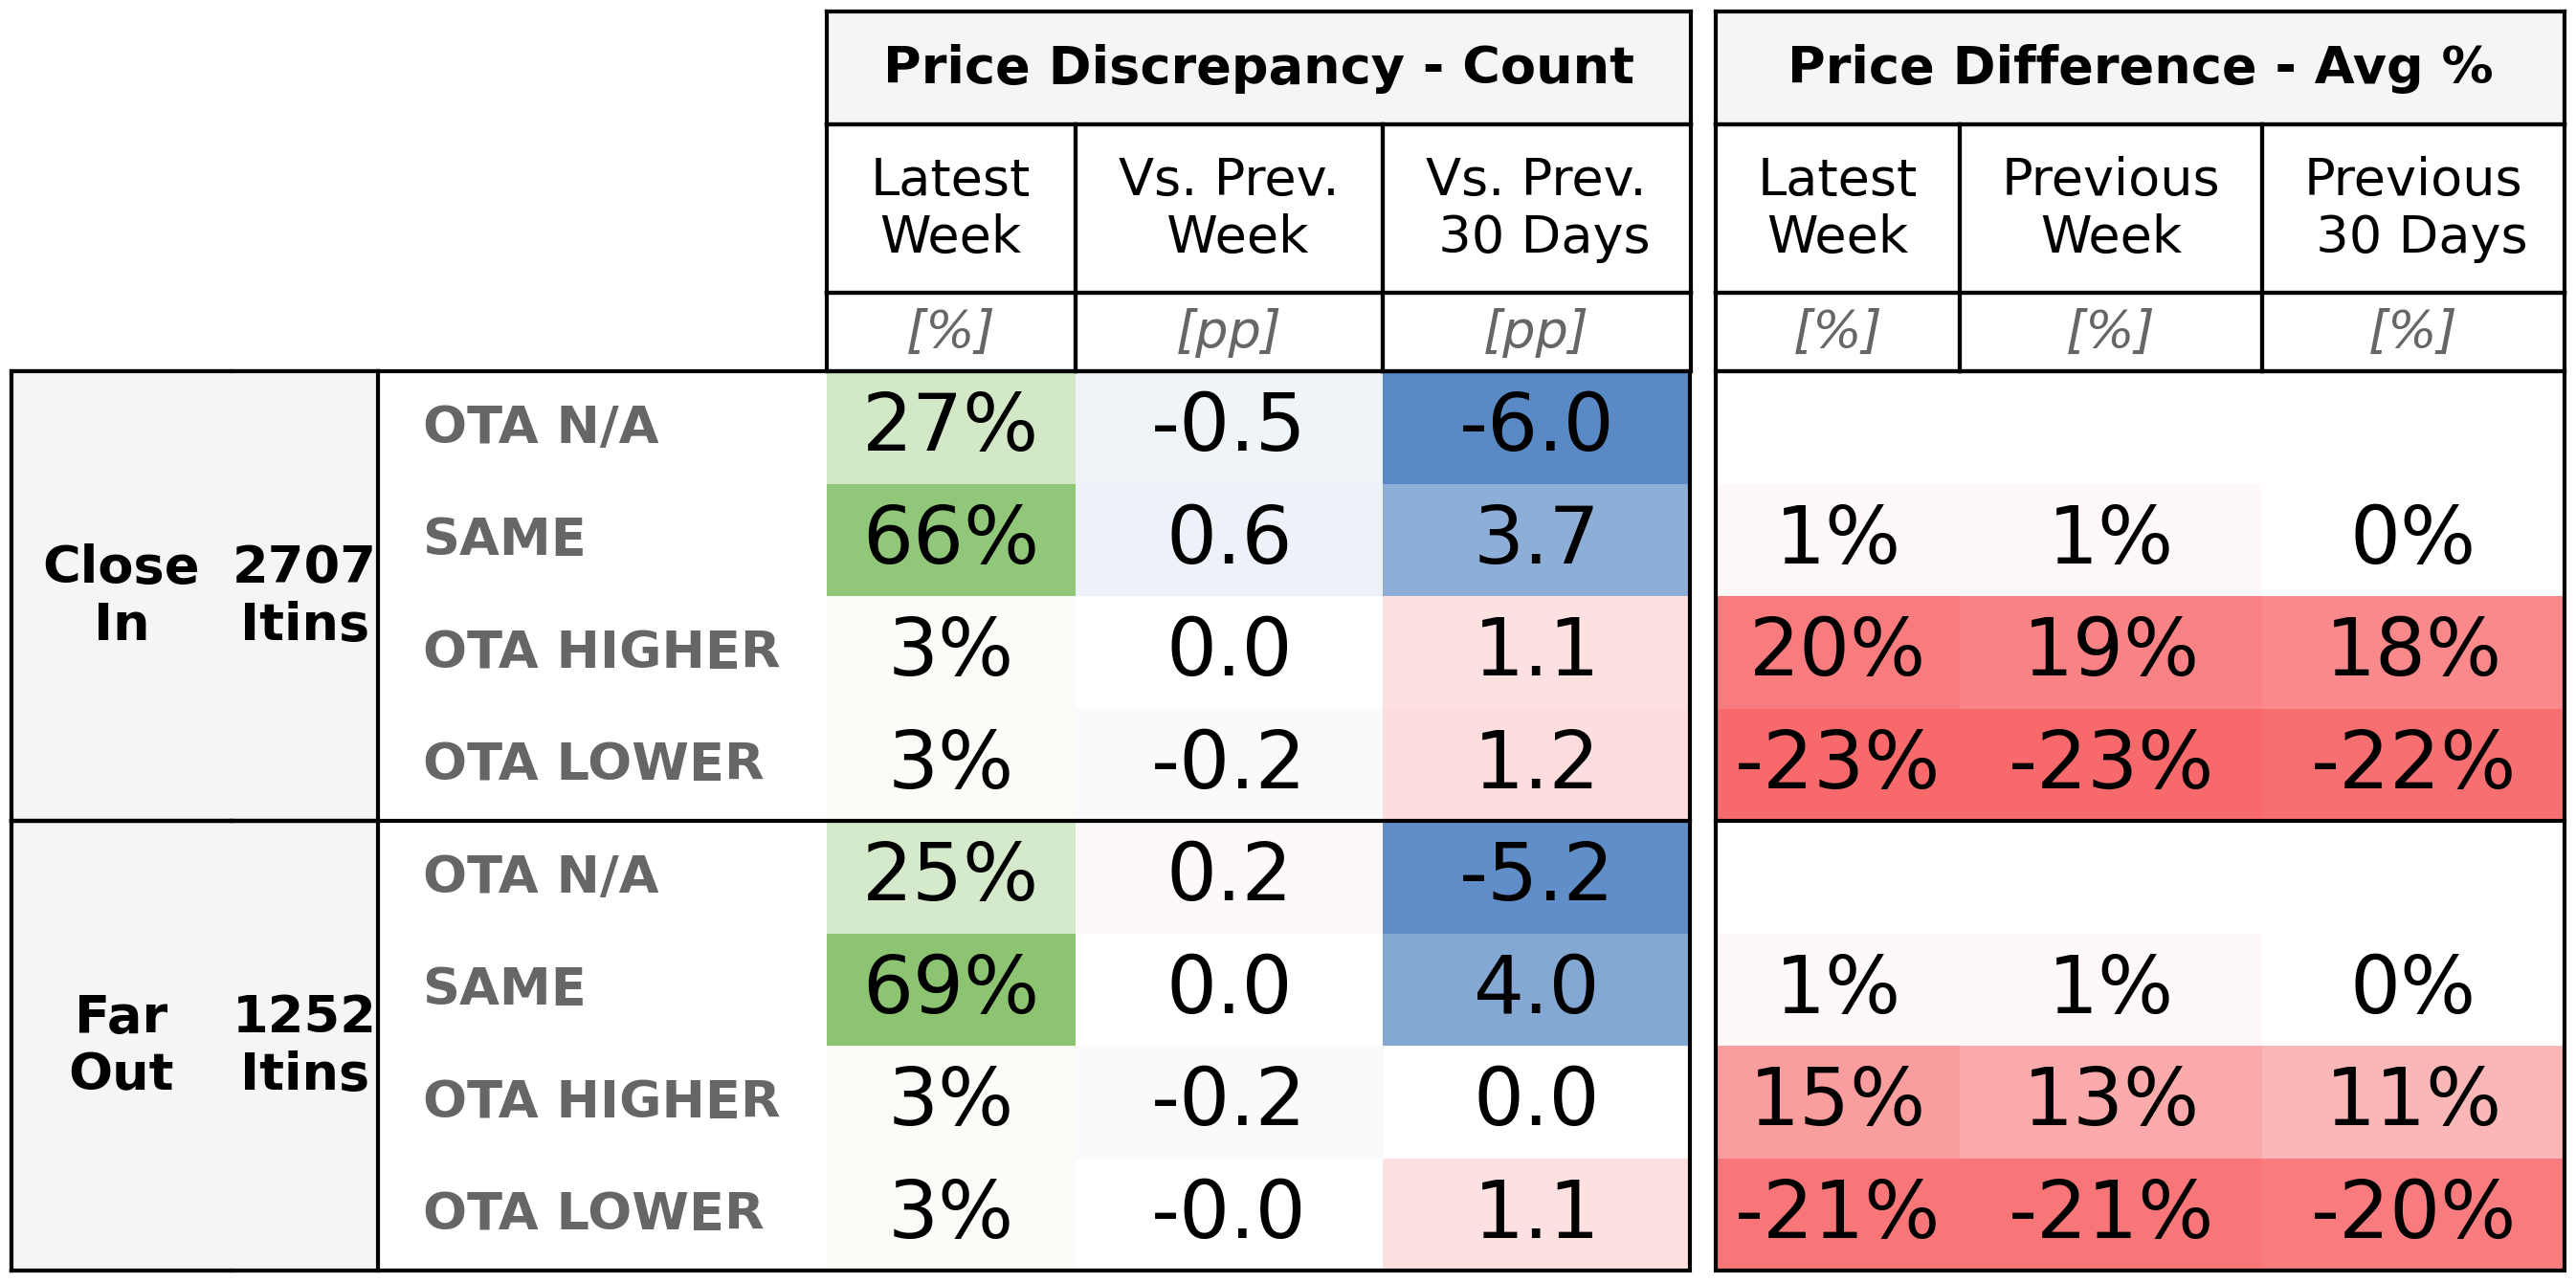 Price Discrepancy - Count Price Difference - Avg %
Latest Week Vs. Prev. Week Vs. Prev. 30 Days Latest Week Previous Week Previous 30 Days
[%] [pp] [pp] [%] [%] [%]
Close In 2707 Itins
OTA N/A 27% -0.5 -6.0
SAME 66% 0.6 3.7 1% 1% 0%
OTA HIGHER 3% 0.0 1.1 20% 19% 18%
OTA LOWER 3% -0.2 1.2 -23% -23% -22%
Far Out 1252 Itins
OTA N/A 25% 0.2 -5.2
SAME 69% 0.0 4.0 1% 1% 0%
OTA HIGHER 3% -0.2 0.0 15% 13% 11%
OTA LOWER 3% -0.0 1.1 -21% -21% -20%